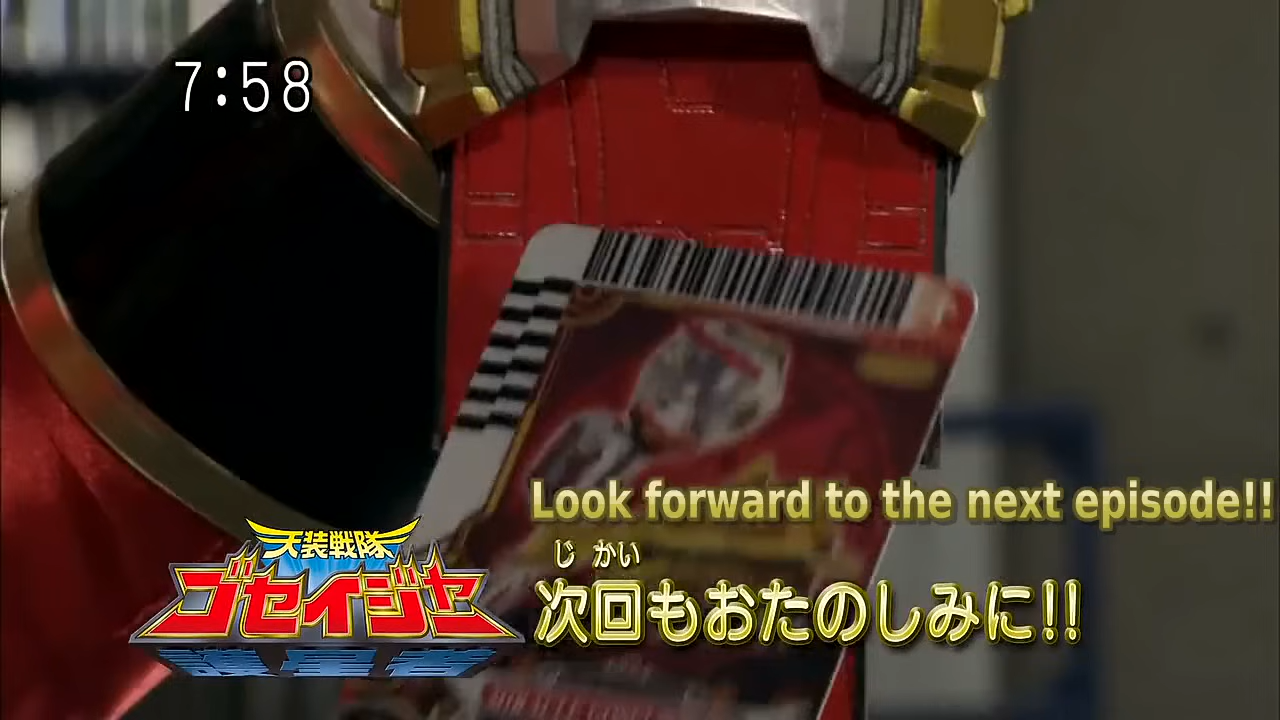 7:58
Look forward to the next episode!!
じ かい
次回もおたのしみに!!
天装戦隊
ゴセイジャー
護星者